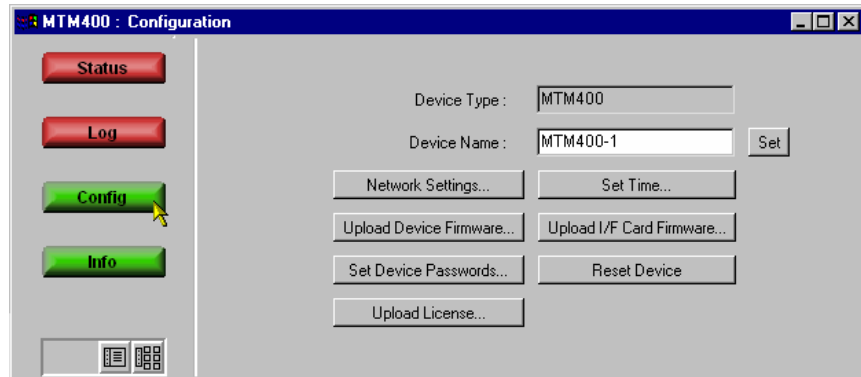 MTM400 : Configuration
Status
Log
Config
Info
Device Type : MTM400
Device Name : MTM400-1 Set
Network Settings... Set Time...
Upload Device Firmware... Upload I/F Card Firmware...
Set Device Passwords... Reset Device
Upload License...